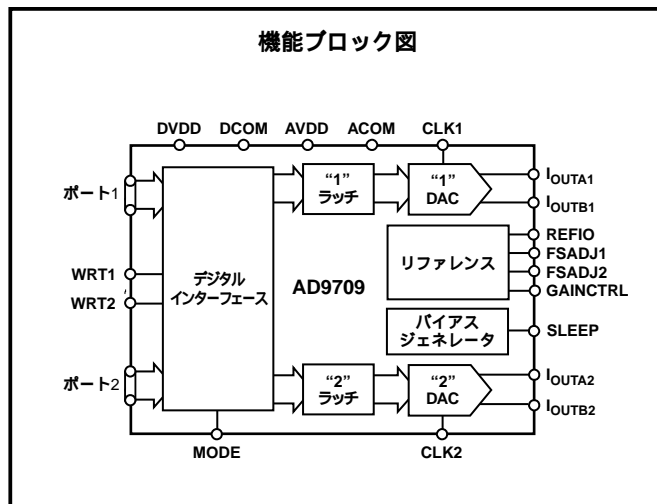 機能ブロック図
DVDD DCOM AVDD ACOM CLK1
ポート1
"1"
ラッチ
"1"
DAC
IOUTA1
IOUTB1
REFIO
FSADJ1
FSADJ2
GAINCTRL
リファレンス
WRT1
WRT2
デジタル
インターフェース
AD9709
バイアス
ジェネレータ
SLEEP
ポート2
"2"
ラッチ
"2"
DAC
IOUTA2
IOUTB2
MODE CLK2